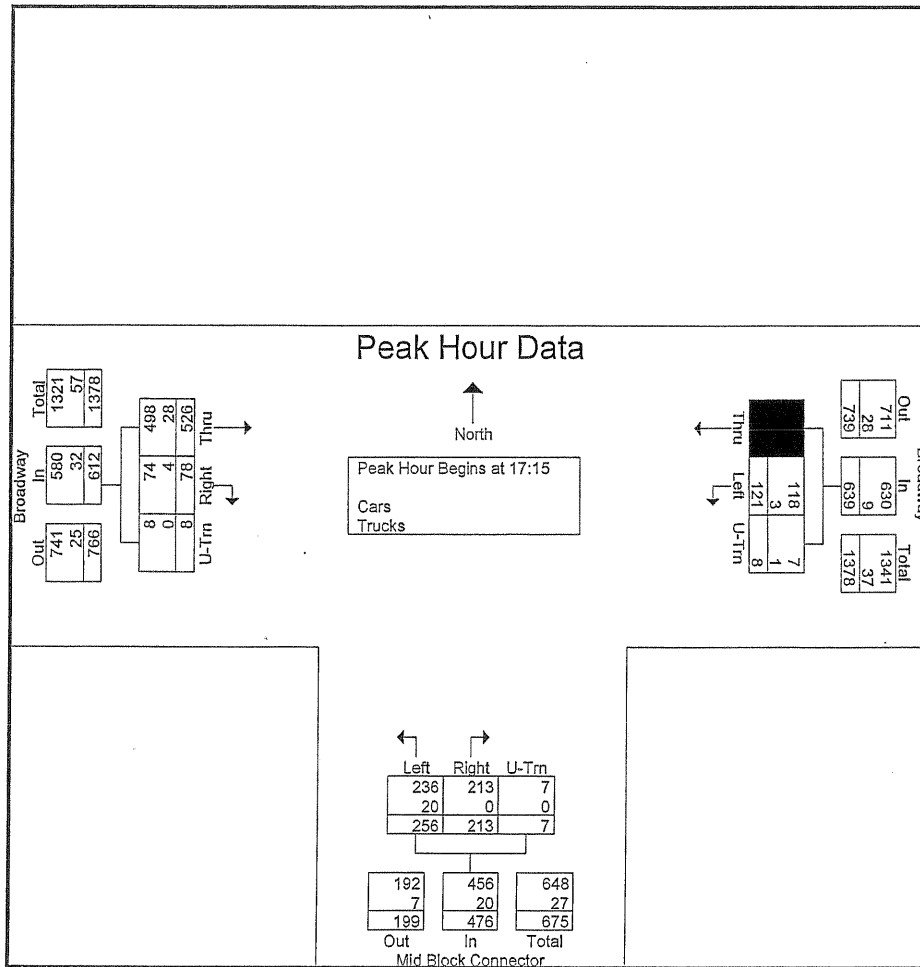 Peak Hour Data
North
Peak Hour Begins at 17:15
Cars
Trucks
Broadway
Total
1321
57
1378
In
580
32
612
Out
741
25
766
Thru
498
28
526
Right
74
4
78
U-Trn
8
0
8
Out
711
28
739
In
630
9
639
Total
1341
37
1378
Thru
Left
118
3
121
U-Trn
7
1
8
Left Right U-Trn
236 213 7
20 0 0
256 213 7
192 456 648
7 20 27
199 476 675
Out In Total
Mid Block Connector